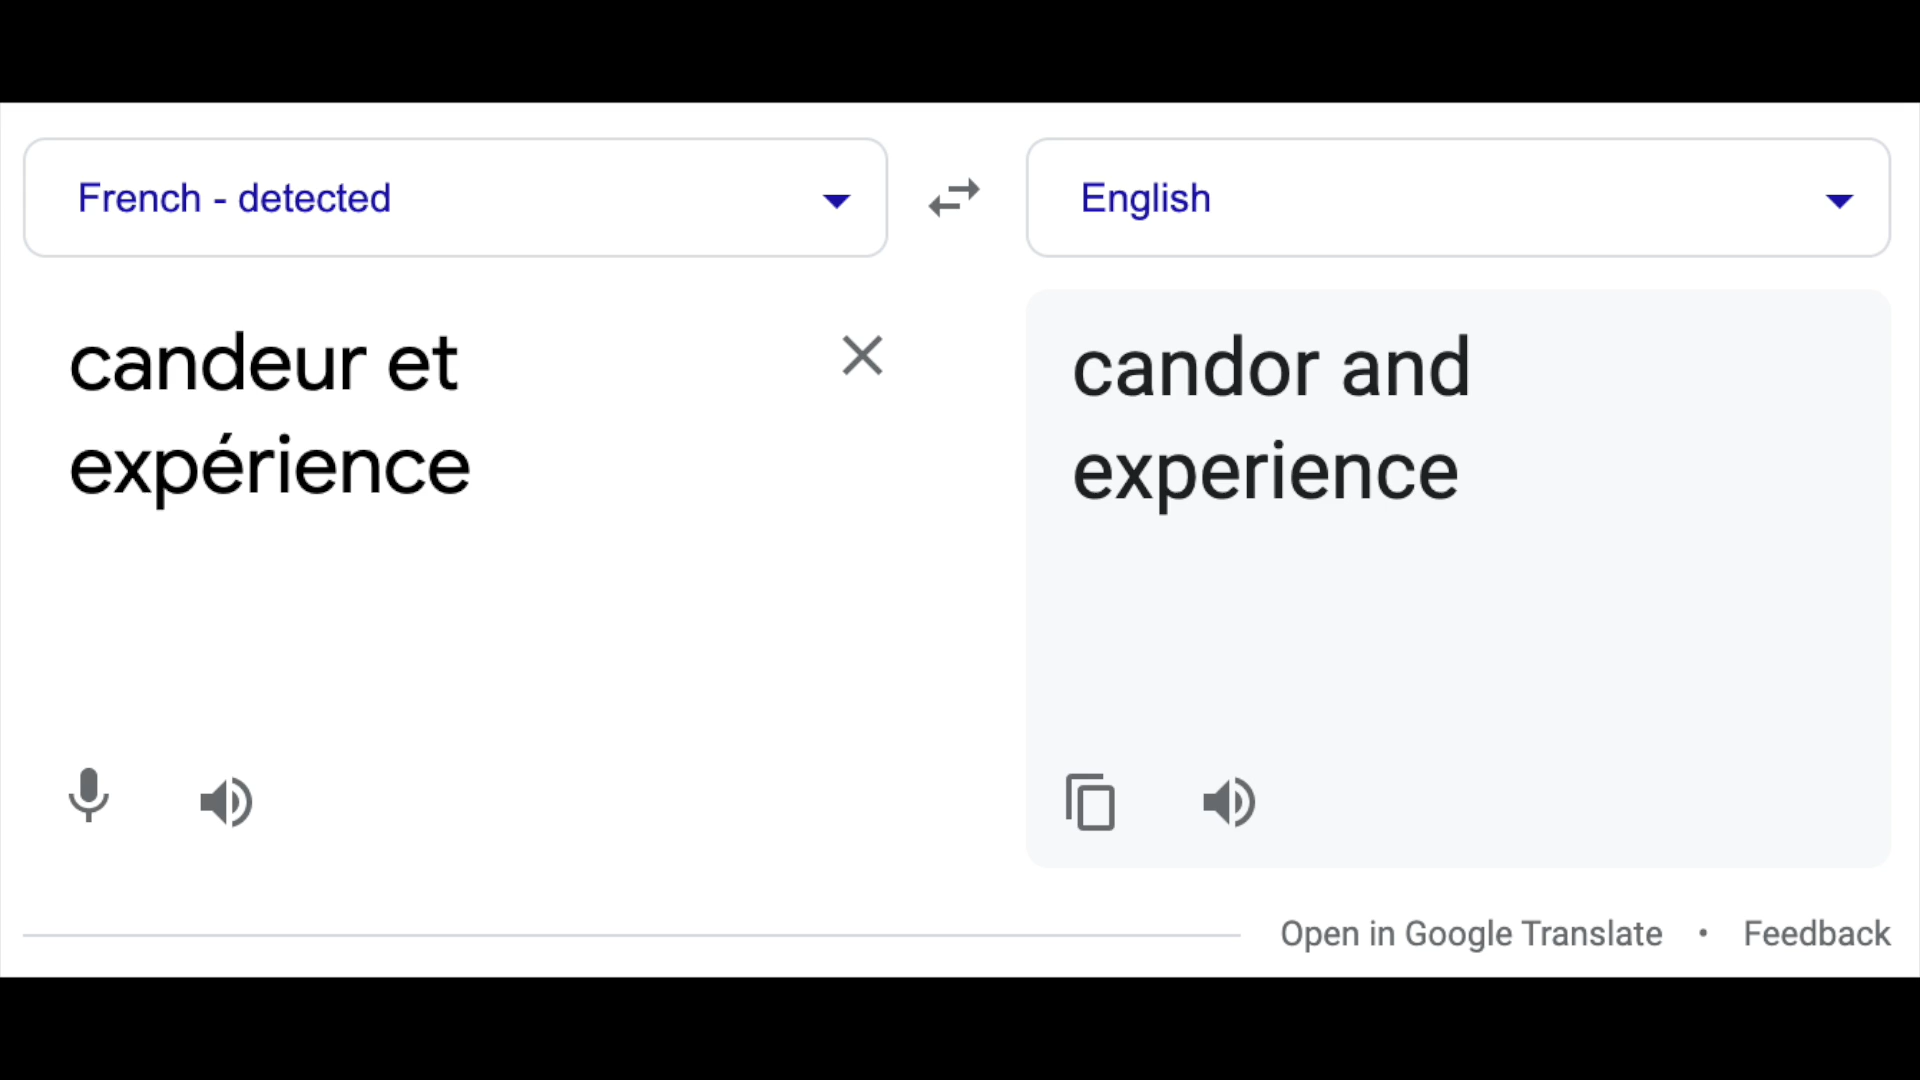 French - detected
English
candeur et
expérience
candor and
experience
Open in Google Translate • Feedback